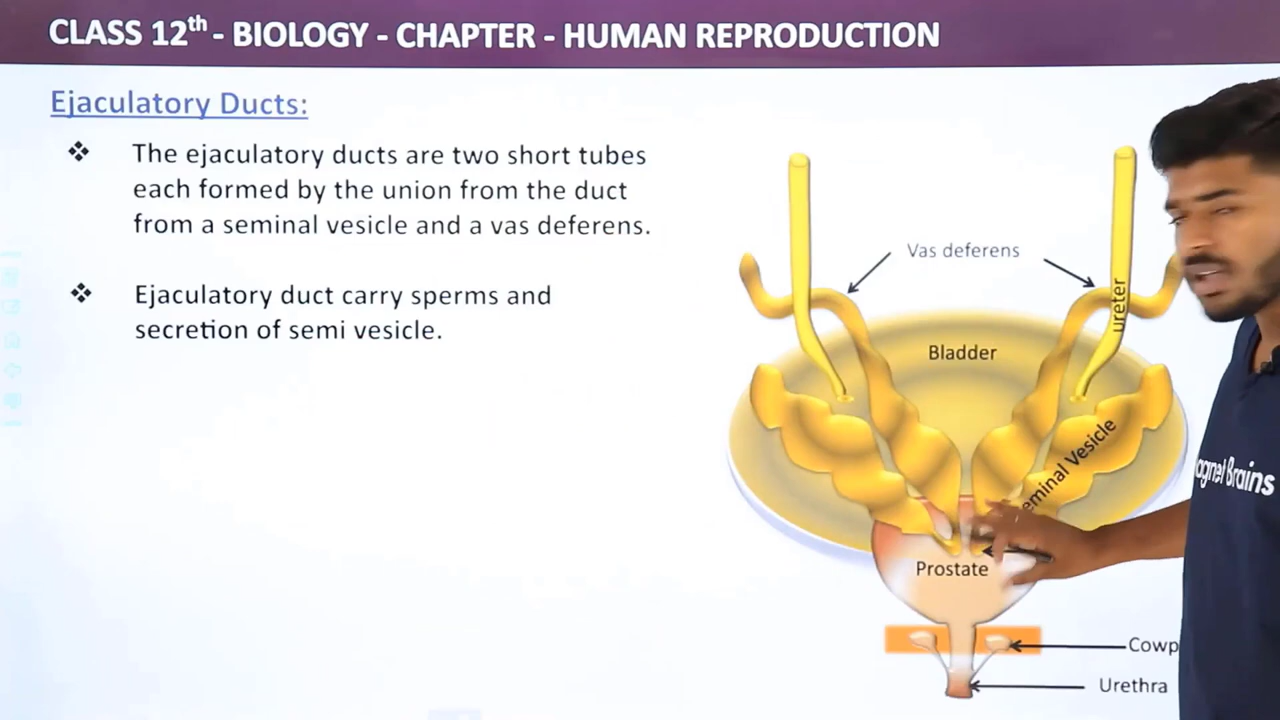 CLASS 12th - BIOLOGY - CHAPTER - HUMAN REPRODUCTION
Ejaculatory Ducts:
❖ The ejaculatory ducts are two short tubes
each formed by the union from the duct
from a seminal vesicle and a vas deferens.
❖ Ejaculatory duct carry sperms and
secretion of semi vesicle.
Vas deferens
ureter
Bladder
eminal Vesicle
Prostate
Cowp
Urethra
agnet Brains